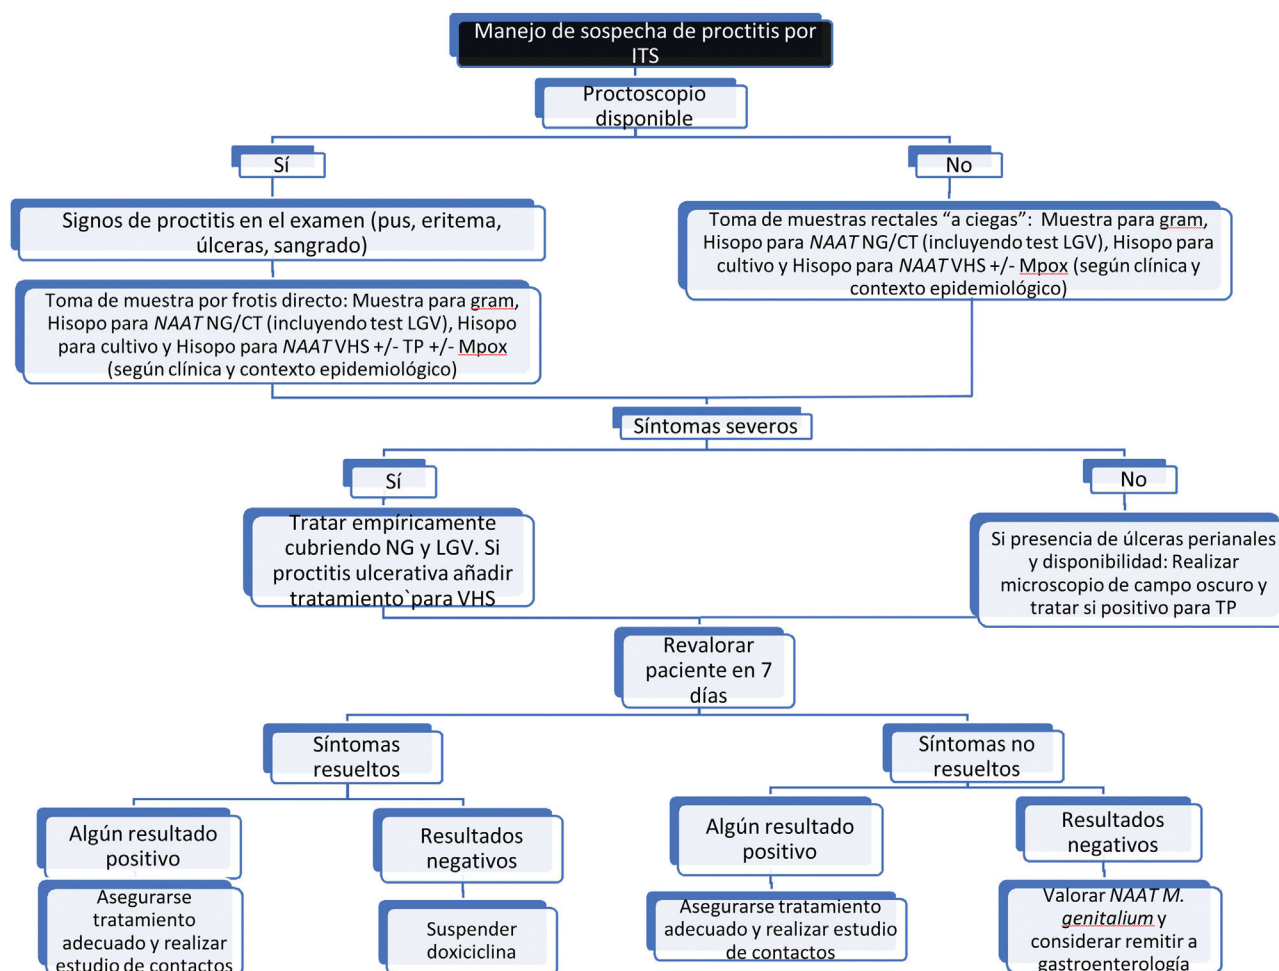 Manejo de sospecha de proctitis por
ITS
Proctoscopio
disponible
Sí
No
Signos de proctitis en el examen (pus, eritema,
úlceras, sangrado)
Toma de muestras rectales “a ciegas”: Muestra para gram,
Hisopo para NAAT NG/CT (incluyendo test LGV), Hisopo para
cultivo y Hisopo para NAAT VHS +/- Mpox (según clínica y
contexto epidemiológico)
Toma de muestra por frotis directo: Muestra para gram,
Hisopo para NAAT NG/CT (incluyendo test LGV), Hisopo
para cultivo y Hisopo para NAAT VHS +/- TP +/- Mpox
(según clínica y contexto epidemiológico)
Síntomas severos
Sí
No
Tratar empíricamente
cubriendo NG y LGV. Si
proctitis ulcerativa añadir
tratamiento`para VHS
Si presencia de úlceras perianales
y disponibilidad: Realizar
microscopio de campo oscuro y
tratar si positivo para TP
Revalorar
paciente en 7
días
Síntomas
resueltos
Síntomas no
resueltos
Algún resultado
positivo
Resultados
negativos
Algún resultado
positivo
Resultados
negativos
Asegurarse
tratamiento
adecuado y realizar
estudio de contactos
Suspender
doxiciclina
Asegurarse tratamiento
adecuado y realizar estudio
de contactos
Valorar NAAT M.
genitalium y
considerar remitir a
gastroenterología